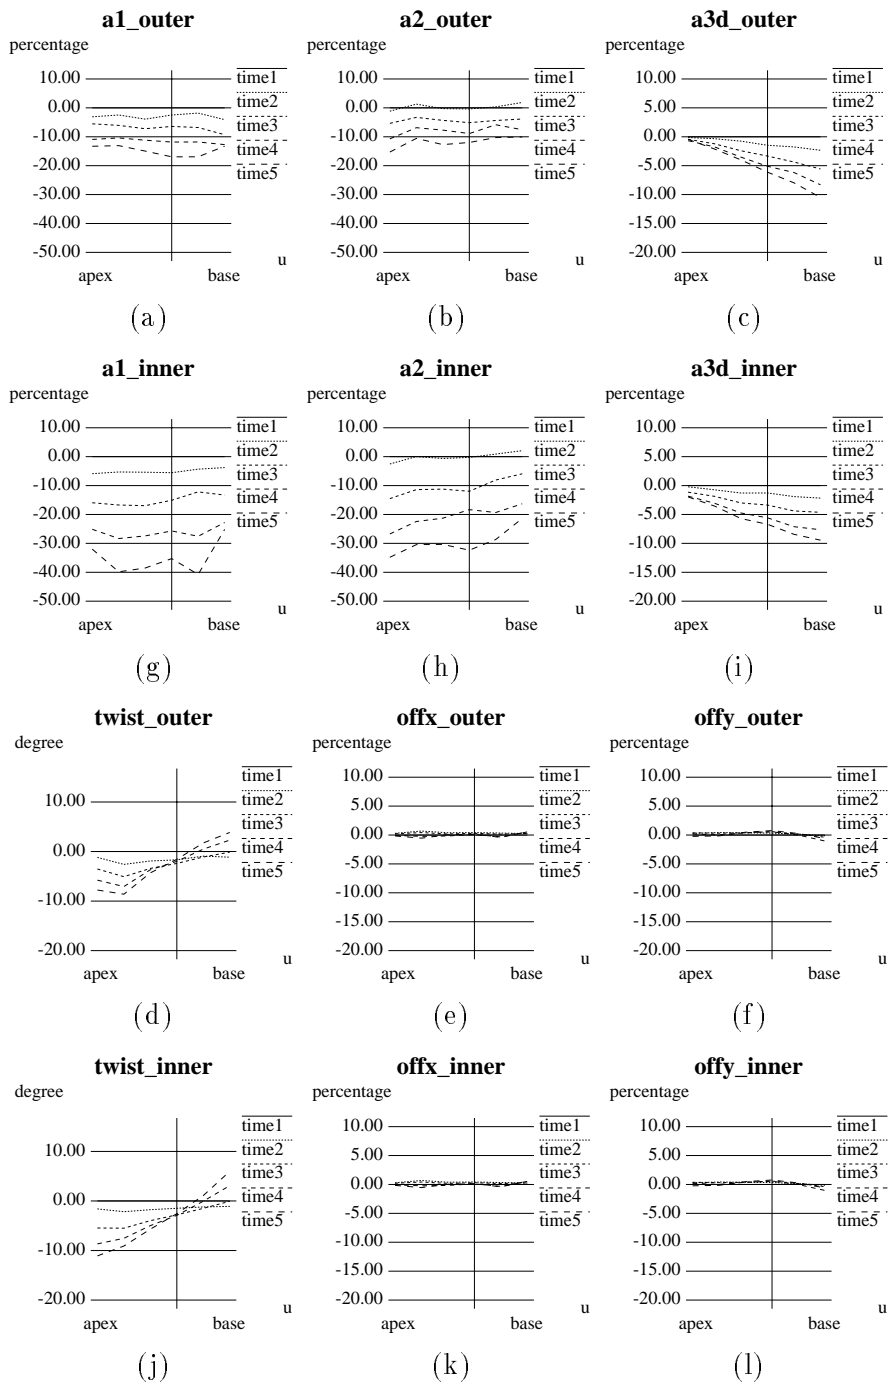 a1_outer
percentage
10.00
0.00
-10.00
-20.00
-30.00
-40.00
-50.00
time1
time2
time3
time4
time5
apex
base
u
(a)
a2_outer
percentage
10.00
0.00
-10.00
-20.00
-30.00
-40.00
-50.00
time1
time2
time3
time4
time5
apex
base
u
(b)
a3d_outer
percentage
10.00
5.00
0.00
-5.00
-10.00
-15.00
-20.00
time1
time2
time3
time4
time5
apex
base
u
(c)
a1_inner
percentage
10.00
0.00
-10.00
-20.00
-30.00
-40.00
-50.00
time1
time2
time3
time4
time5
apex
base
u
(g)
a2_inner
percentage
10.00
0.00
-10.00
-20.00
-30.00
-40.00
-50.00
time1
time2
time3
time4
time5
apex
base
u
(h)
a3d_inner
percentage
10.00
5.00
0.00
-5.00
-10.00
-15.00
-20.00
time1
time2
time3
time4
time5
apex
base
u
(i)
twist_outer
degree
10.00
0.00
-10.00
-20.00
time1
time2
time3
time4
time5
apex
base
u
(d)
offx_outer
percentage
10.00
5.00
0.00
-5.00
-10.00
-15.00
-20.00
time1
time2
time3
time4
time5
apex
base
u
(e)
offy_outer
percentage
10.00
5.00
0.00
-5.00
-10.00
-15.00
-20.00
time1
time2
time3
time4
time5
apex
base
u
(f)
twist_inner
degree
10.00
0.00
-10.00
-20.00
time1
time2
time3
time4
time5
apex
base
u
(j)
offx_inner
percentage
10.00
5.00
0.00
-5.00
-10.00
-15.00
-20.00
time1
time2
time3
time4
time5
apex
base
u
(k)
offy_inner
percentage
10.00
5.00
0.00
-5.00
-10.00
-15.00
-20.00
time1
time2
time3
time4
time5
apex
base
u
(l)